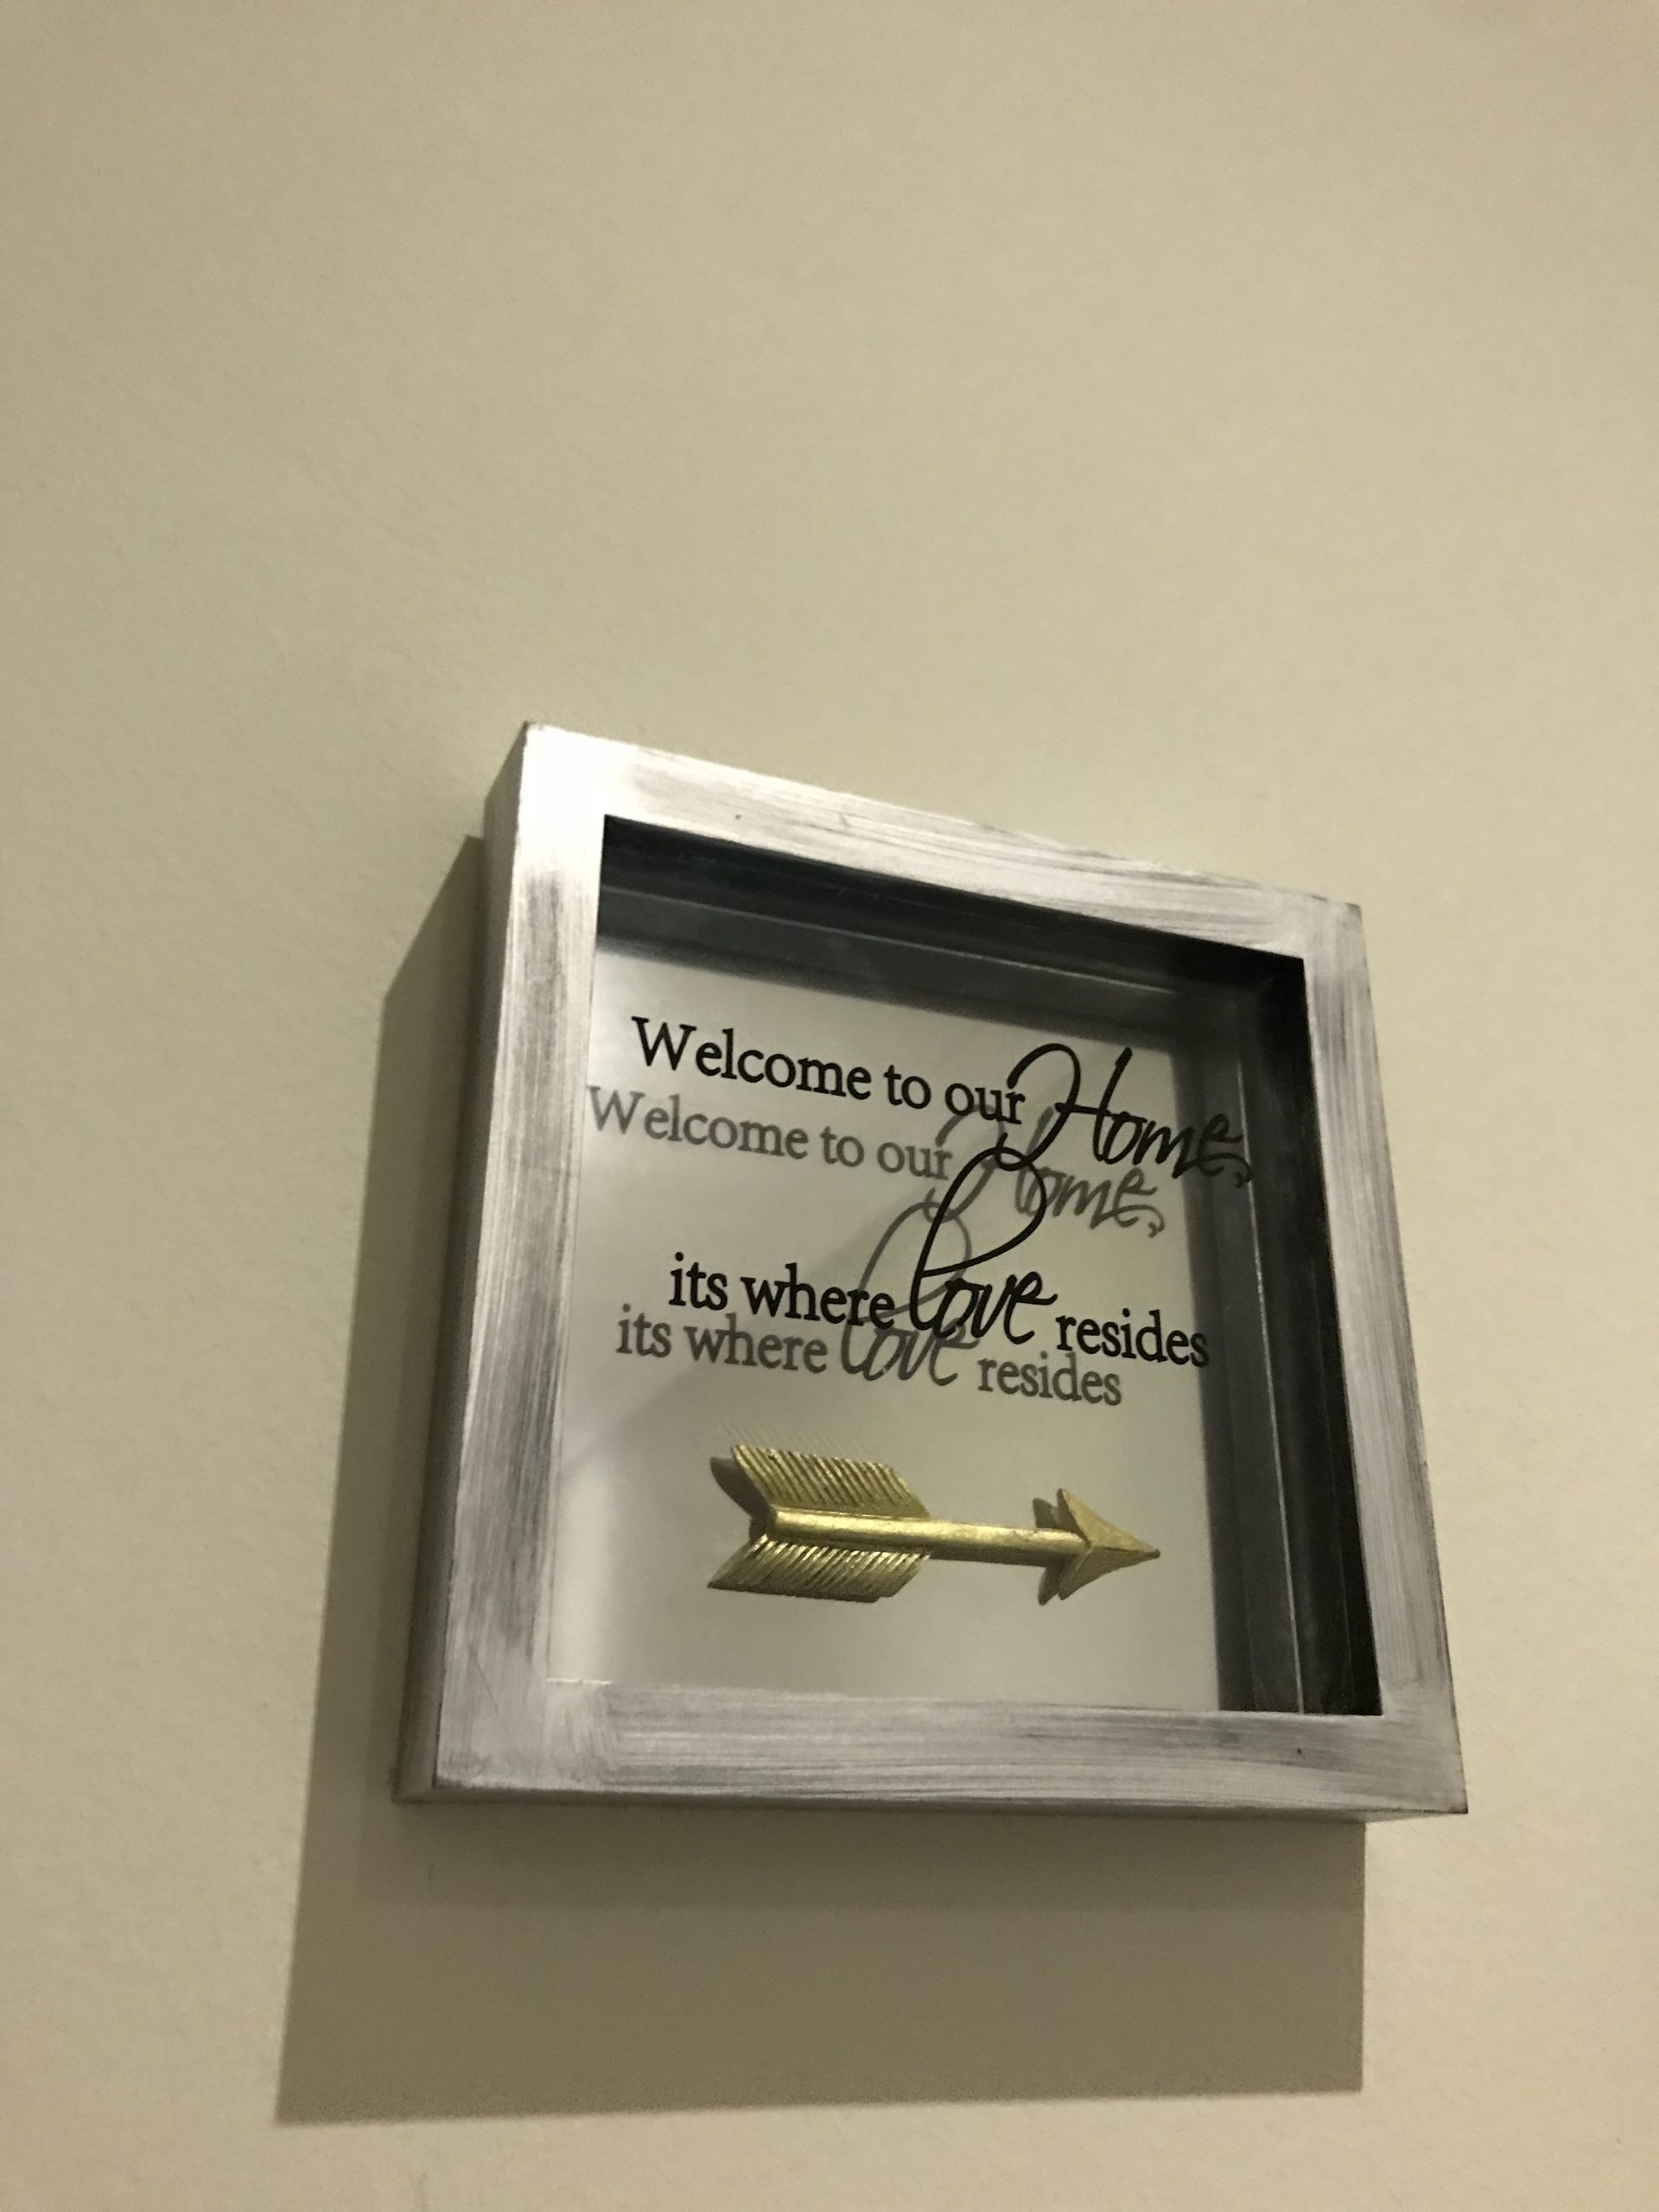 Welcome to our Home,
its where love resides